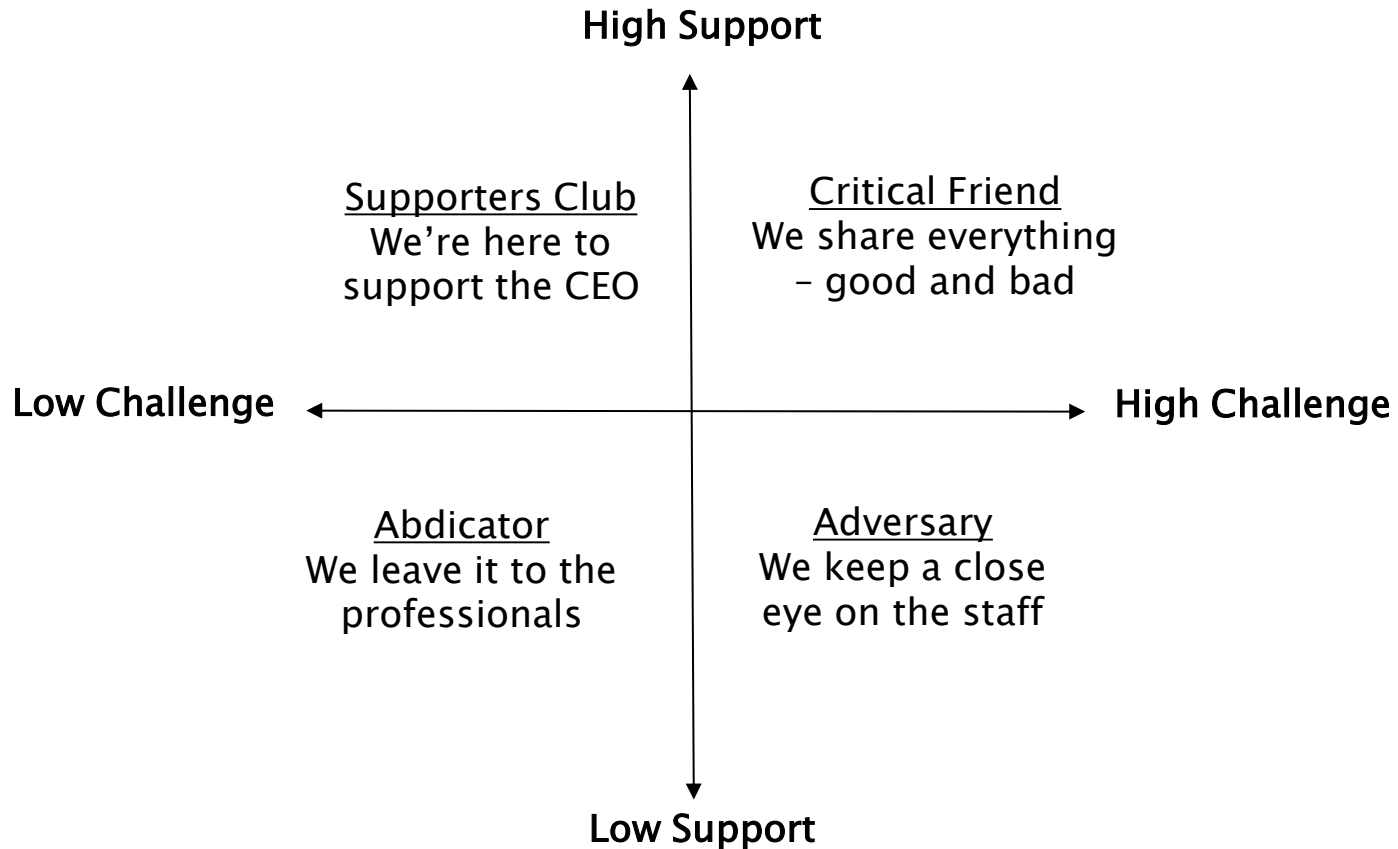 High Support
Supporters Club
We’re here to
support the CEO
Critical Friend
We share everything
– good and bad
Low Challenge
High Challenge
Abdicator
We leave it to the
professionals
Adversary
We keep a close
eye on the staff
Low Support